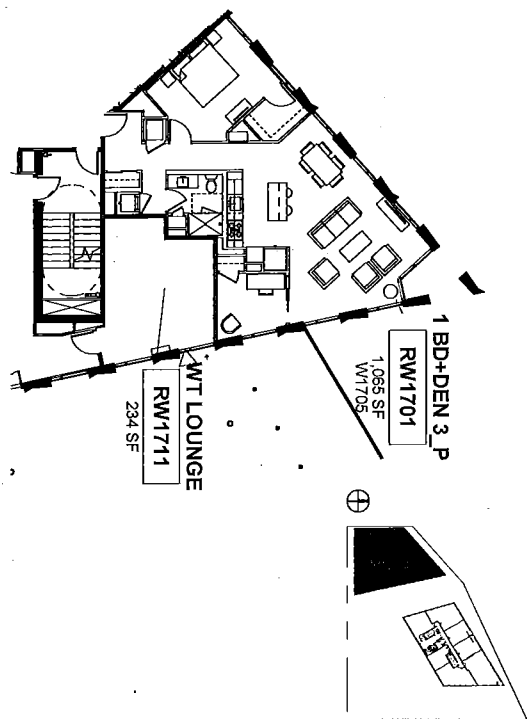 1 BD+DEN 3_P
RW1701
1,065 SF
W1705
WT LOUNGE
RW1711
234 SF